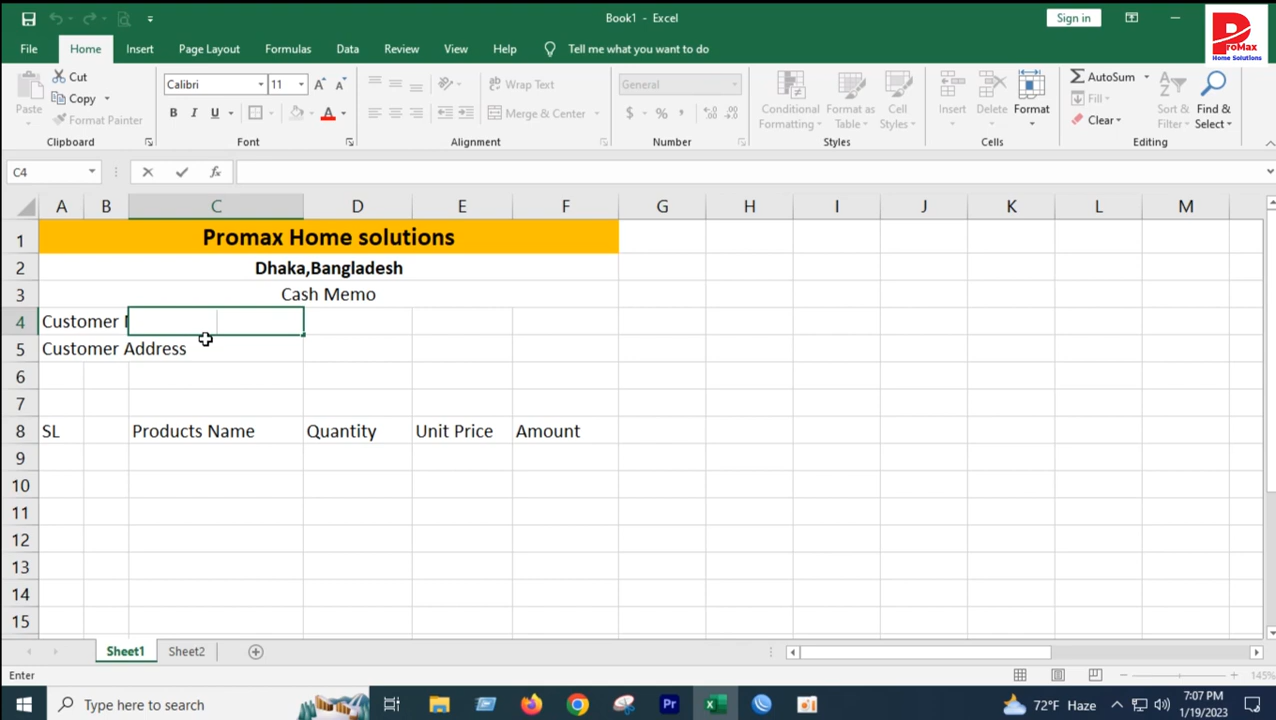 Book1 - Excel
Sign in
ProMax
Home Solutions
File Home Insert Page Layout Formulas Data Review View Help Tell me what you want to do
Paste
Cut
Copy
Format Painter
Clipboard
Calibri 11 A A
B I U A
Font
Wrap Text
Merge & Center
Alignment
General
$ % ,
Number
Conditional Formatting
Format as Table
Cell Styles
Styles
Insert
Delete
Format
Cells
AutoSum
Fill
Clear
Sort & Filter
Find & Select
Editing
C4 fx
A B C D E F G H I J K L M
1 Promax Home solutions
2 Dhaka,Bangladesh
3 Cash Memo
4 Customer
5 Customer Address
6
7
8 SL Products Name Quantity Unit Price Amount
9
10
11
12
13
14
15
Sheet1 Sheet2
Enter
145%
Type here to search
Pr
72°F Haze
7:07 PM
1/19/2023